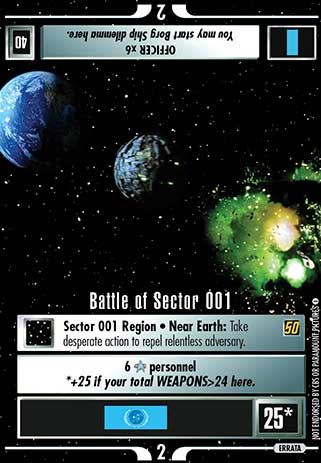 2
OFFICER x6
You may start Borg Ship dilemma here.
40
Battle of Sector 001
Sector 001 Region • Near Earth: Take
desperate action to repel relentless adversary.
50
6 personnel
*+25 if your total WEAPONS>24 here.
25*
2
ERRATA
NOT ENDORSED BY CBS OR PARAMOUNT PICTURES